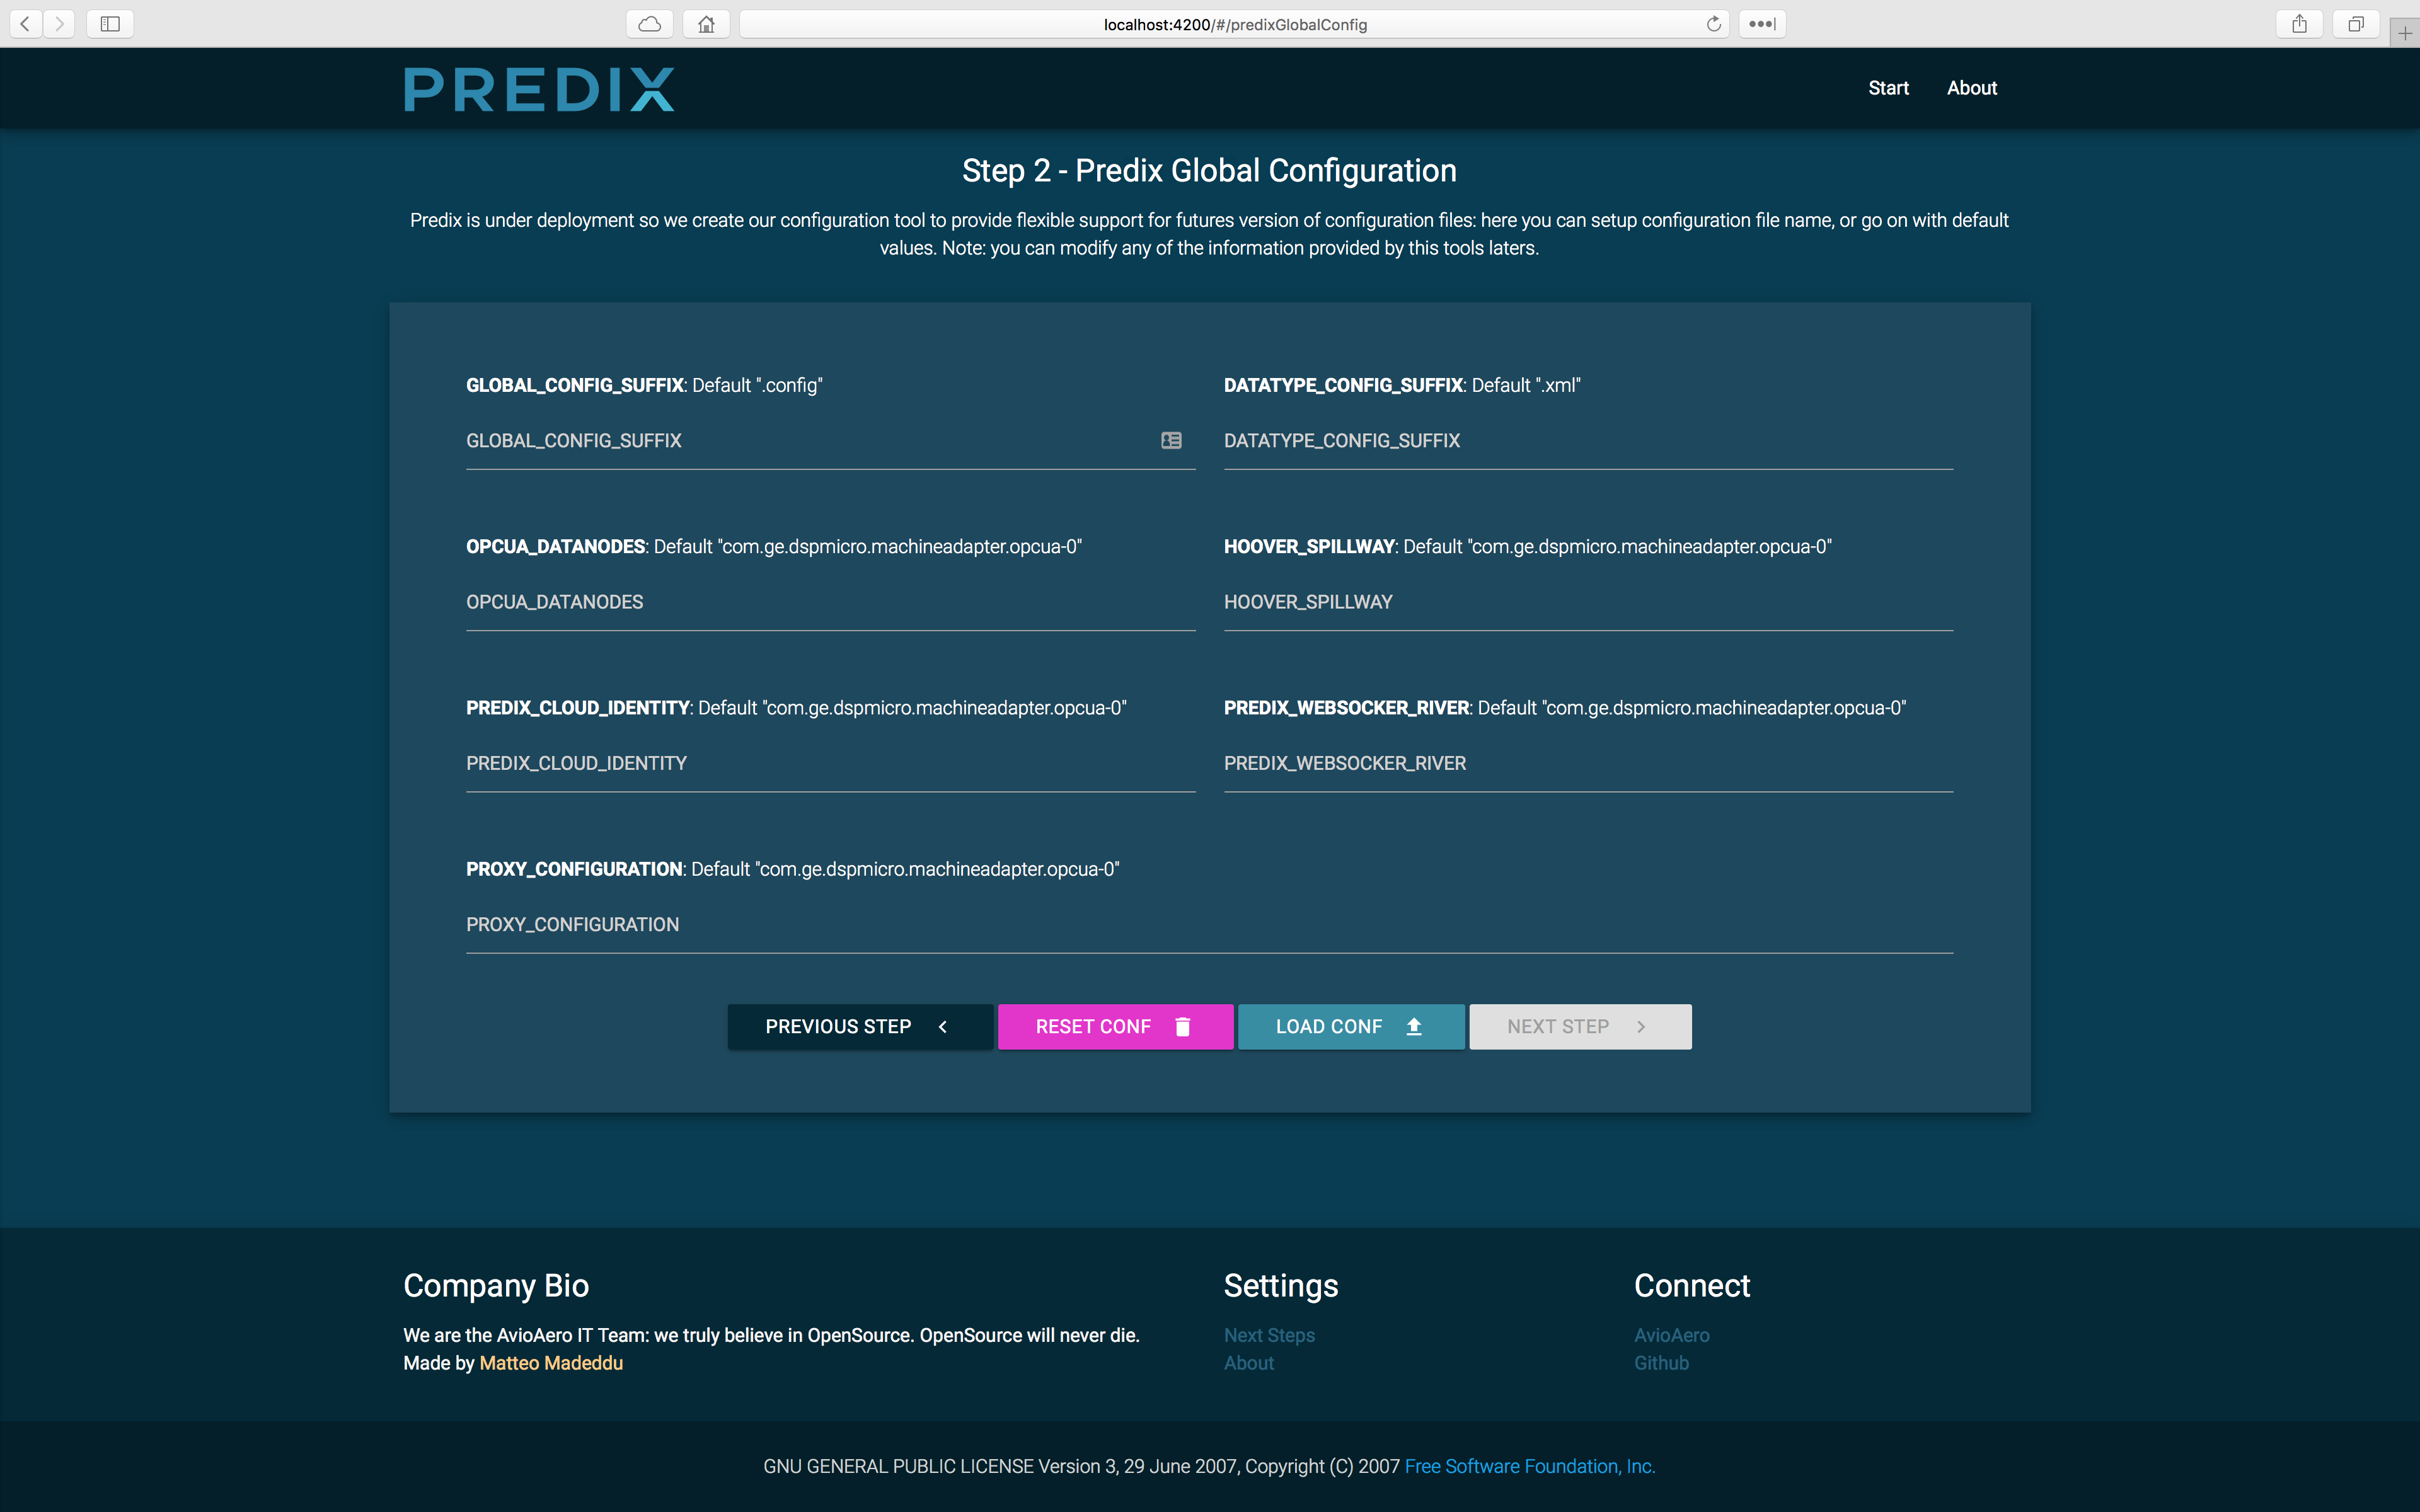 localhost:4200/#/predixGlobalConfig
PREDIX
Start About
Step 2 - Predix Global Configuration
Predix is under deployment so we create our configuration tool to provide flexible support for futures version of configuration files: here you can setup configuration file name, or go on with default
values. Note: you can modify any of the information provided by this tools laters.
GLOBAL_CONFIG_SUFFIX: Default ".config"
GLOBAL_CONFIG_SUFFIX
DATATYPE_CONFIG_SUFFIX: Default ".xml"
DATATYPE_CONFIG_SUFFIX
OPCUA_DATANODES: Default "com.ge.dspmicro.machineadapter.opcua-0"
OPCUA_DATANODES
HOOVER_SPILLWAY: Default "com.ge.dspmicro.machineadapter.opcua-0"
HOOVER_SPILLWAY
PREDIX_CLOUD_IDENTITY: Default "com.ge.dspmicro.machineadapter.opcua-0"
PREDIX_CLOUD_IDENTITY
PREDIX_WEBSOCKER_RIVER: Default "com.ge.dspmicro.machineadapter.opcua-0"
PREDIX_WEBSOCKER_RIVER
PROXY_CONFIGURATION: Default "com.ge.dspmicro.machineadapter.opcua-0"
PROXY_CONFIGURATION
PREVIOUS STEP
RESET CONF
LOAD CONF
NEXT STEP
Company Bio
We are the AvioAero IT Team: we truly believe in OpenSource. OpenSource will never die.
Made by Matteo Madeddu
Settings
Next Steps
About
Connect
AvioAero
Github
GNU GENERAL PUBLIC LICENSE Version 3, 29 June 2007, Copyright (C) 2007 Free Software Foundation, Inc.